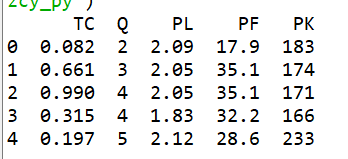 zcy_py )
TC Q PL PF PK
0 0.082 2 2.09 17.9 183
1 0.661 3 2.05 35.1 174
2 0.990 4 2.05 35.1 171
3 0.315 4 1.83 32.2 166
4 0.197 5 2.12 28.6 233